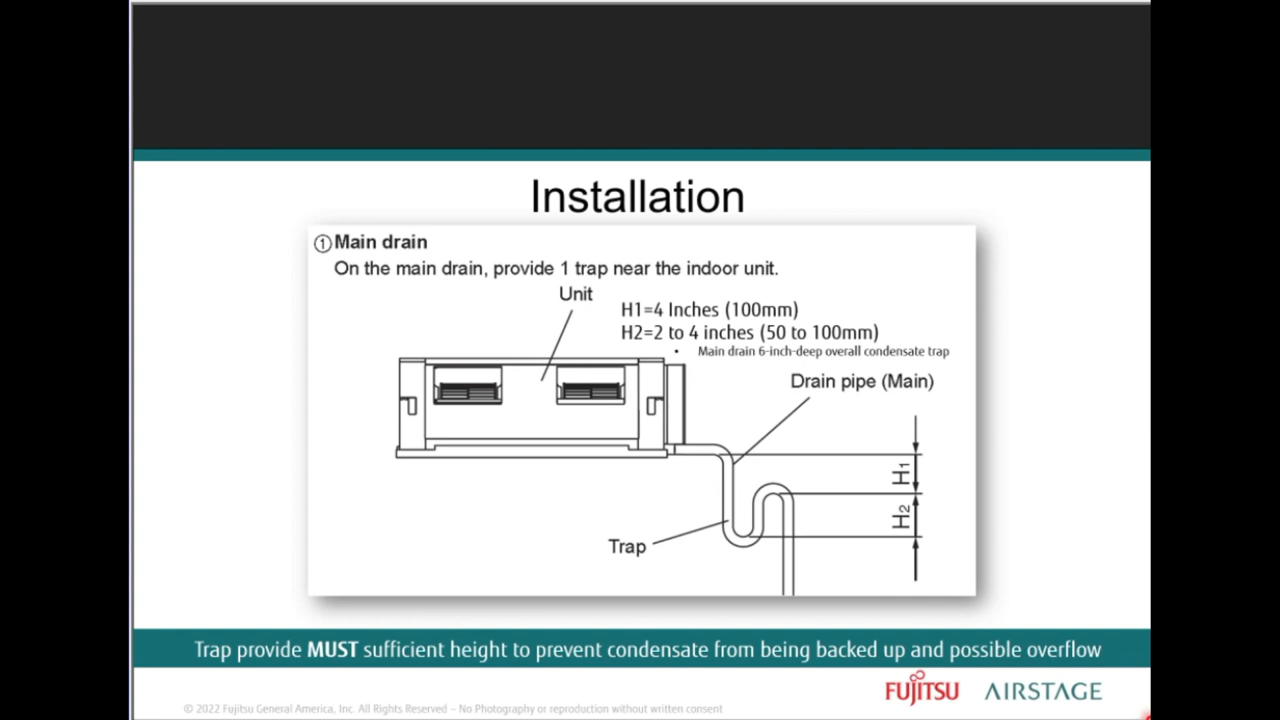 Installation
① Main drain
On the main drain, provide 1 trap near the indoor unit.
Unit
H1=4 Inches (100mm)
H2=2 to 4 inches (50 to 100mm)
• Main drain 6-inch-deep overall condensate trap
Drain pipe (Main)
H1
H2
Trap
Trap provide MUST sufficient height to prevent condensate from being backed up and possible overflow
FUJITSU AIRSTAGE
© 2022 Fujitsu General America, Inc. All Rights Reserved – No Photography or reproduction without written consent